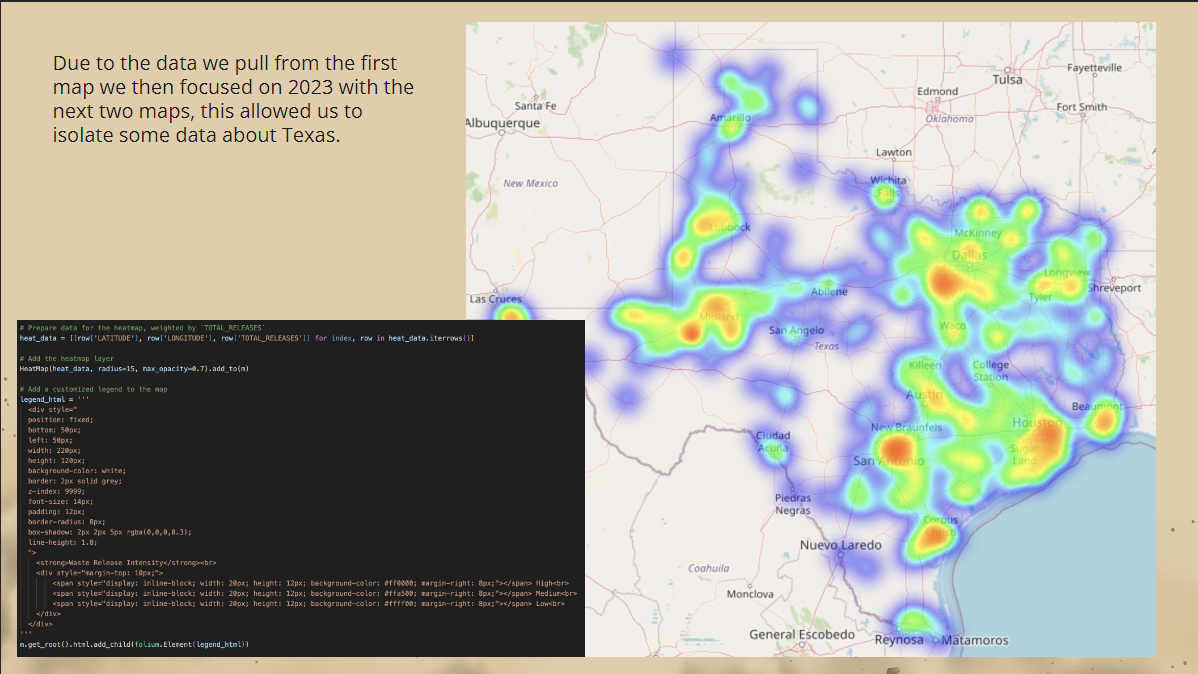 Due to the data we pull from the first
map we then focused on 2023 with the
next two maps, this allowed us to
isolate some data about Texas.
Santa Fe
Albuquerque
New Mexico
Las Cruces
Amarillo
Lubbock
Midland
Abilene
San Angelo
Texas
Wichita
Falls
Lawton
Oklahoma
Edmond
Tulsa
Fayetteville
Fort Smith
McKinney
Dallas
Longview
Tyler
Shreveport
Waco
Killeen
College
Station
Austin
Beaumont
Houston
Sugar
Land
New Braunfels
San Antonio
Ciudad
Acuña
Piedras
Negras
Corpus
Christi
Nuevo Laredo
Coahuila
Monclova
General Escobedo
Reynosa
Matamoros
# Prepare data for the heatmap, weighted by `TOTAL_RELEASES`
heat_data = [[row['LATITUDE'], row['LONGITUDE'], row['TOTAL_RELEASES']] for index, row in heat_data.iterrows()]
# Add the heatmap layer
HeatMap(heat_data, radius=15, max_opacity=0.7).add_to(m)
# Add a customized legend to the map
legend_html = '''
<div style="
position: fixed;
bottom: 50px;
left: 50px;
width: 220px;
height: 120px;
background-color: white;
border: 2px solid grey;
z-index: 9999;
font-size: 14px;
padding: 12px;
border-radius: 8px;
box-shadow: 2px 2px 5px rgba(0,0,0,0.3);
line-height: 1.8;
">
<strong>Waste Release Intensity</strong><br>
<div style="margin-top: 10px;">
<span style="display: inline-block; width: 20px; height: 12px; background-color: #ff0000; margin-right: 8px;"></span> High<br>
<span style="display: inline-block; width: 20px; height: 12px; background-color: #ffa500; margin-right: 8px;"></span> Medium<br>
<span style="display: inline-block; width: 20px; height: 12px; background-color: #ffff00; margin-right: 8px;"></span> Low<br>
</div>
</div>
'''
m.get_root().html.add_child(folium.Element(legend_html))